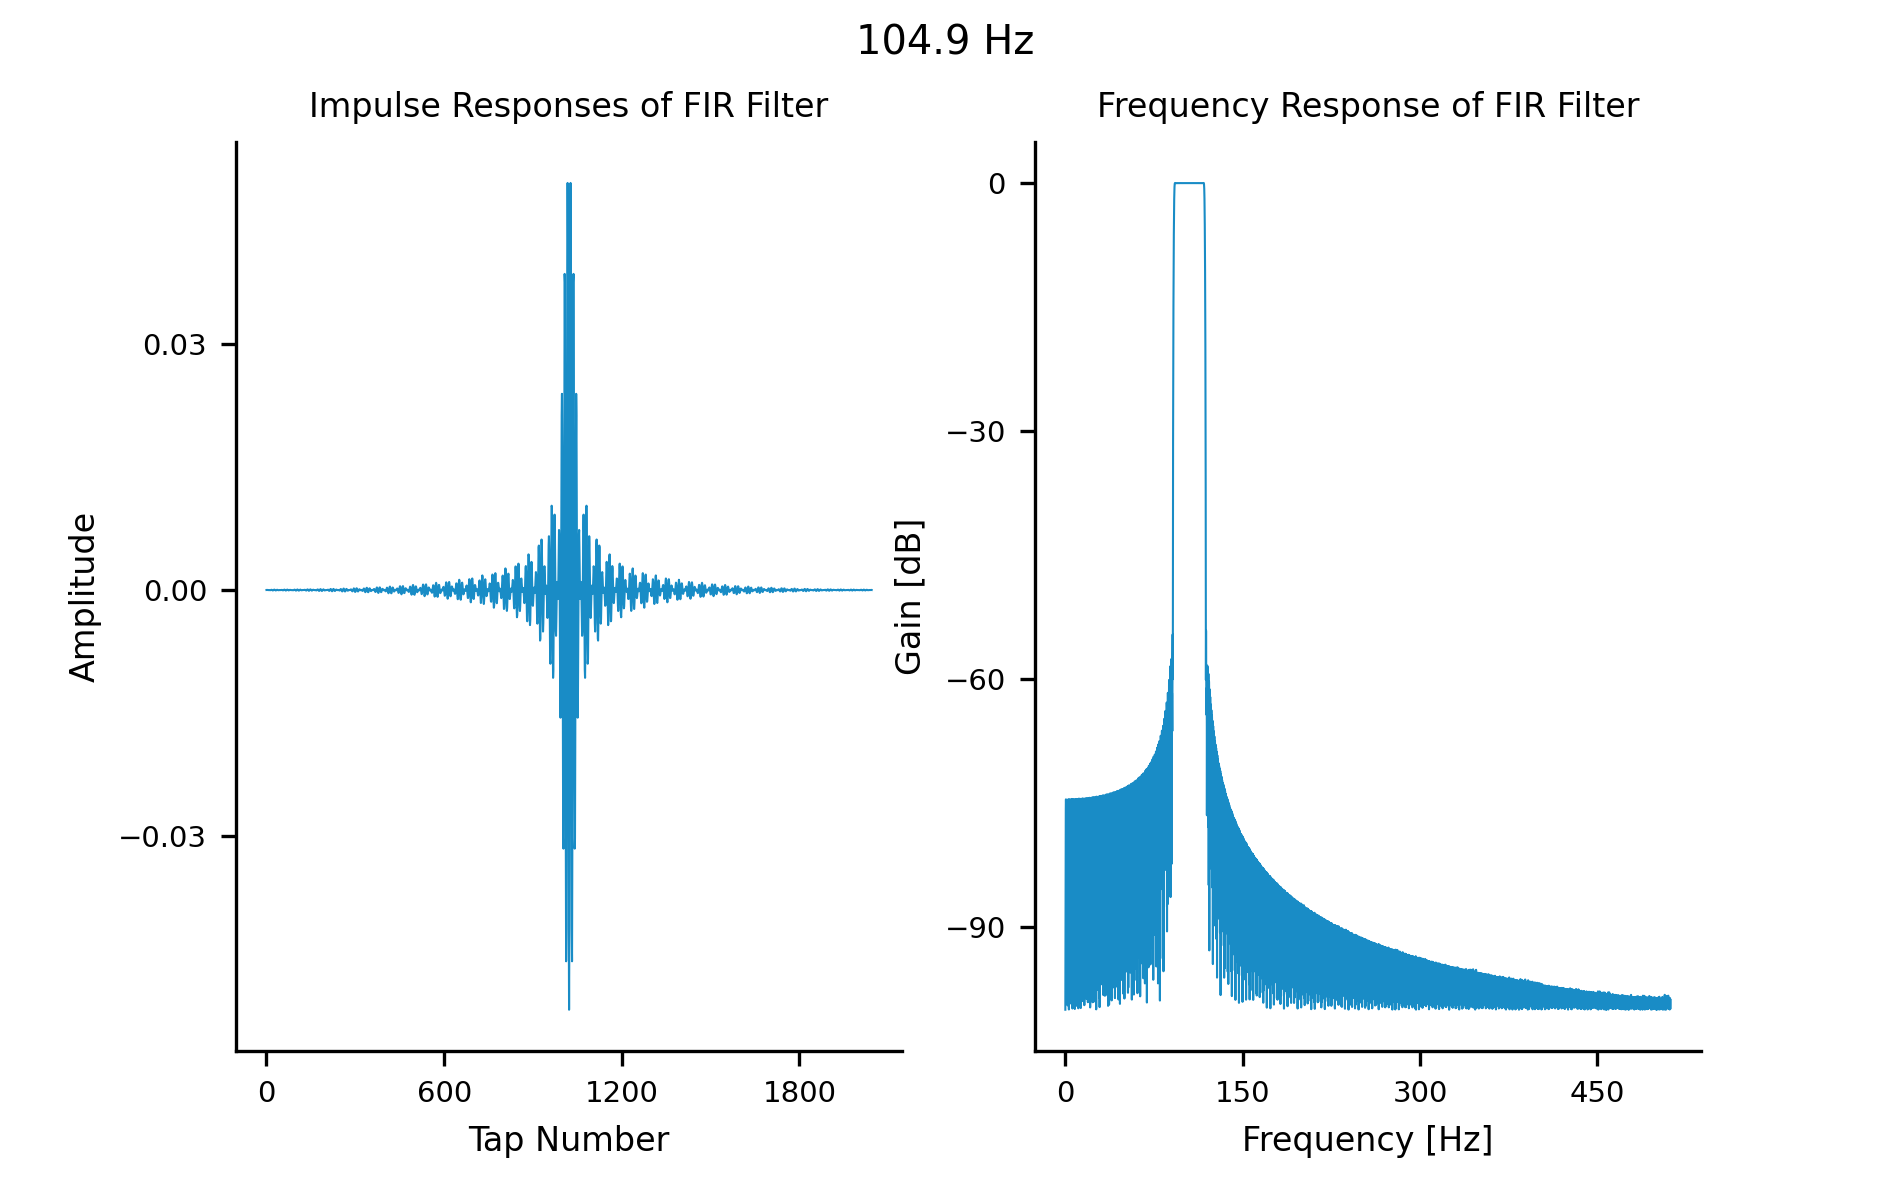 104.9 Hz
Impulse Responses of FIR Filter
Amplitude
0.03
0.00
−0.03
0 600 1200 1800
Tap Number
Frequency Response of FIR Filter
Gain [dB]
0
−30
−60
−90
0 150 300 450
Frequency [Hz]